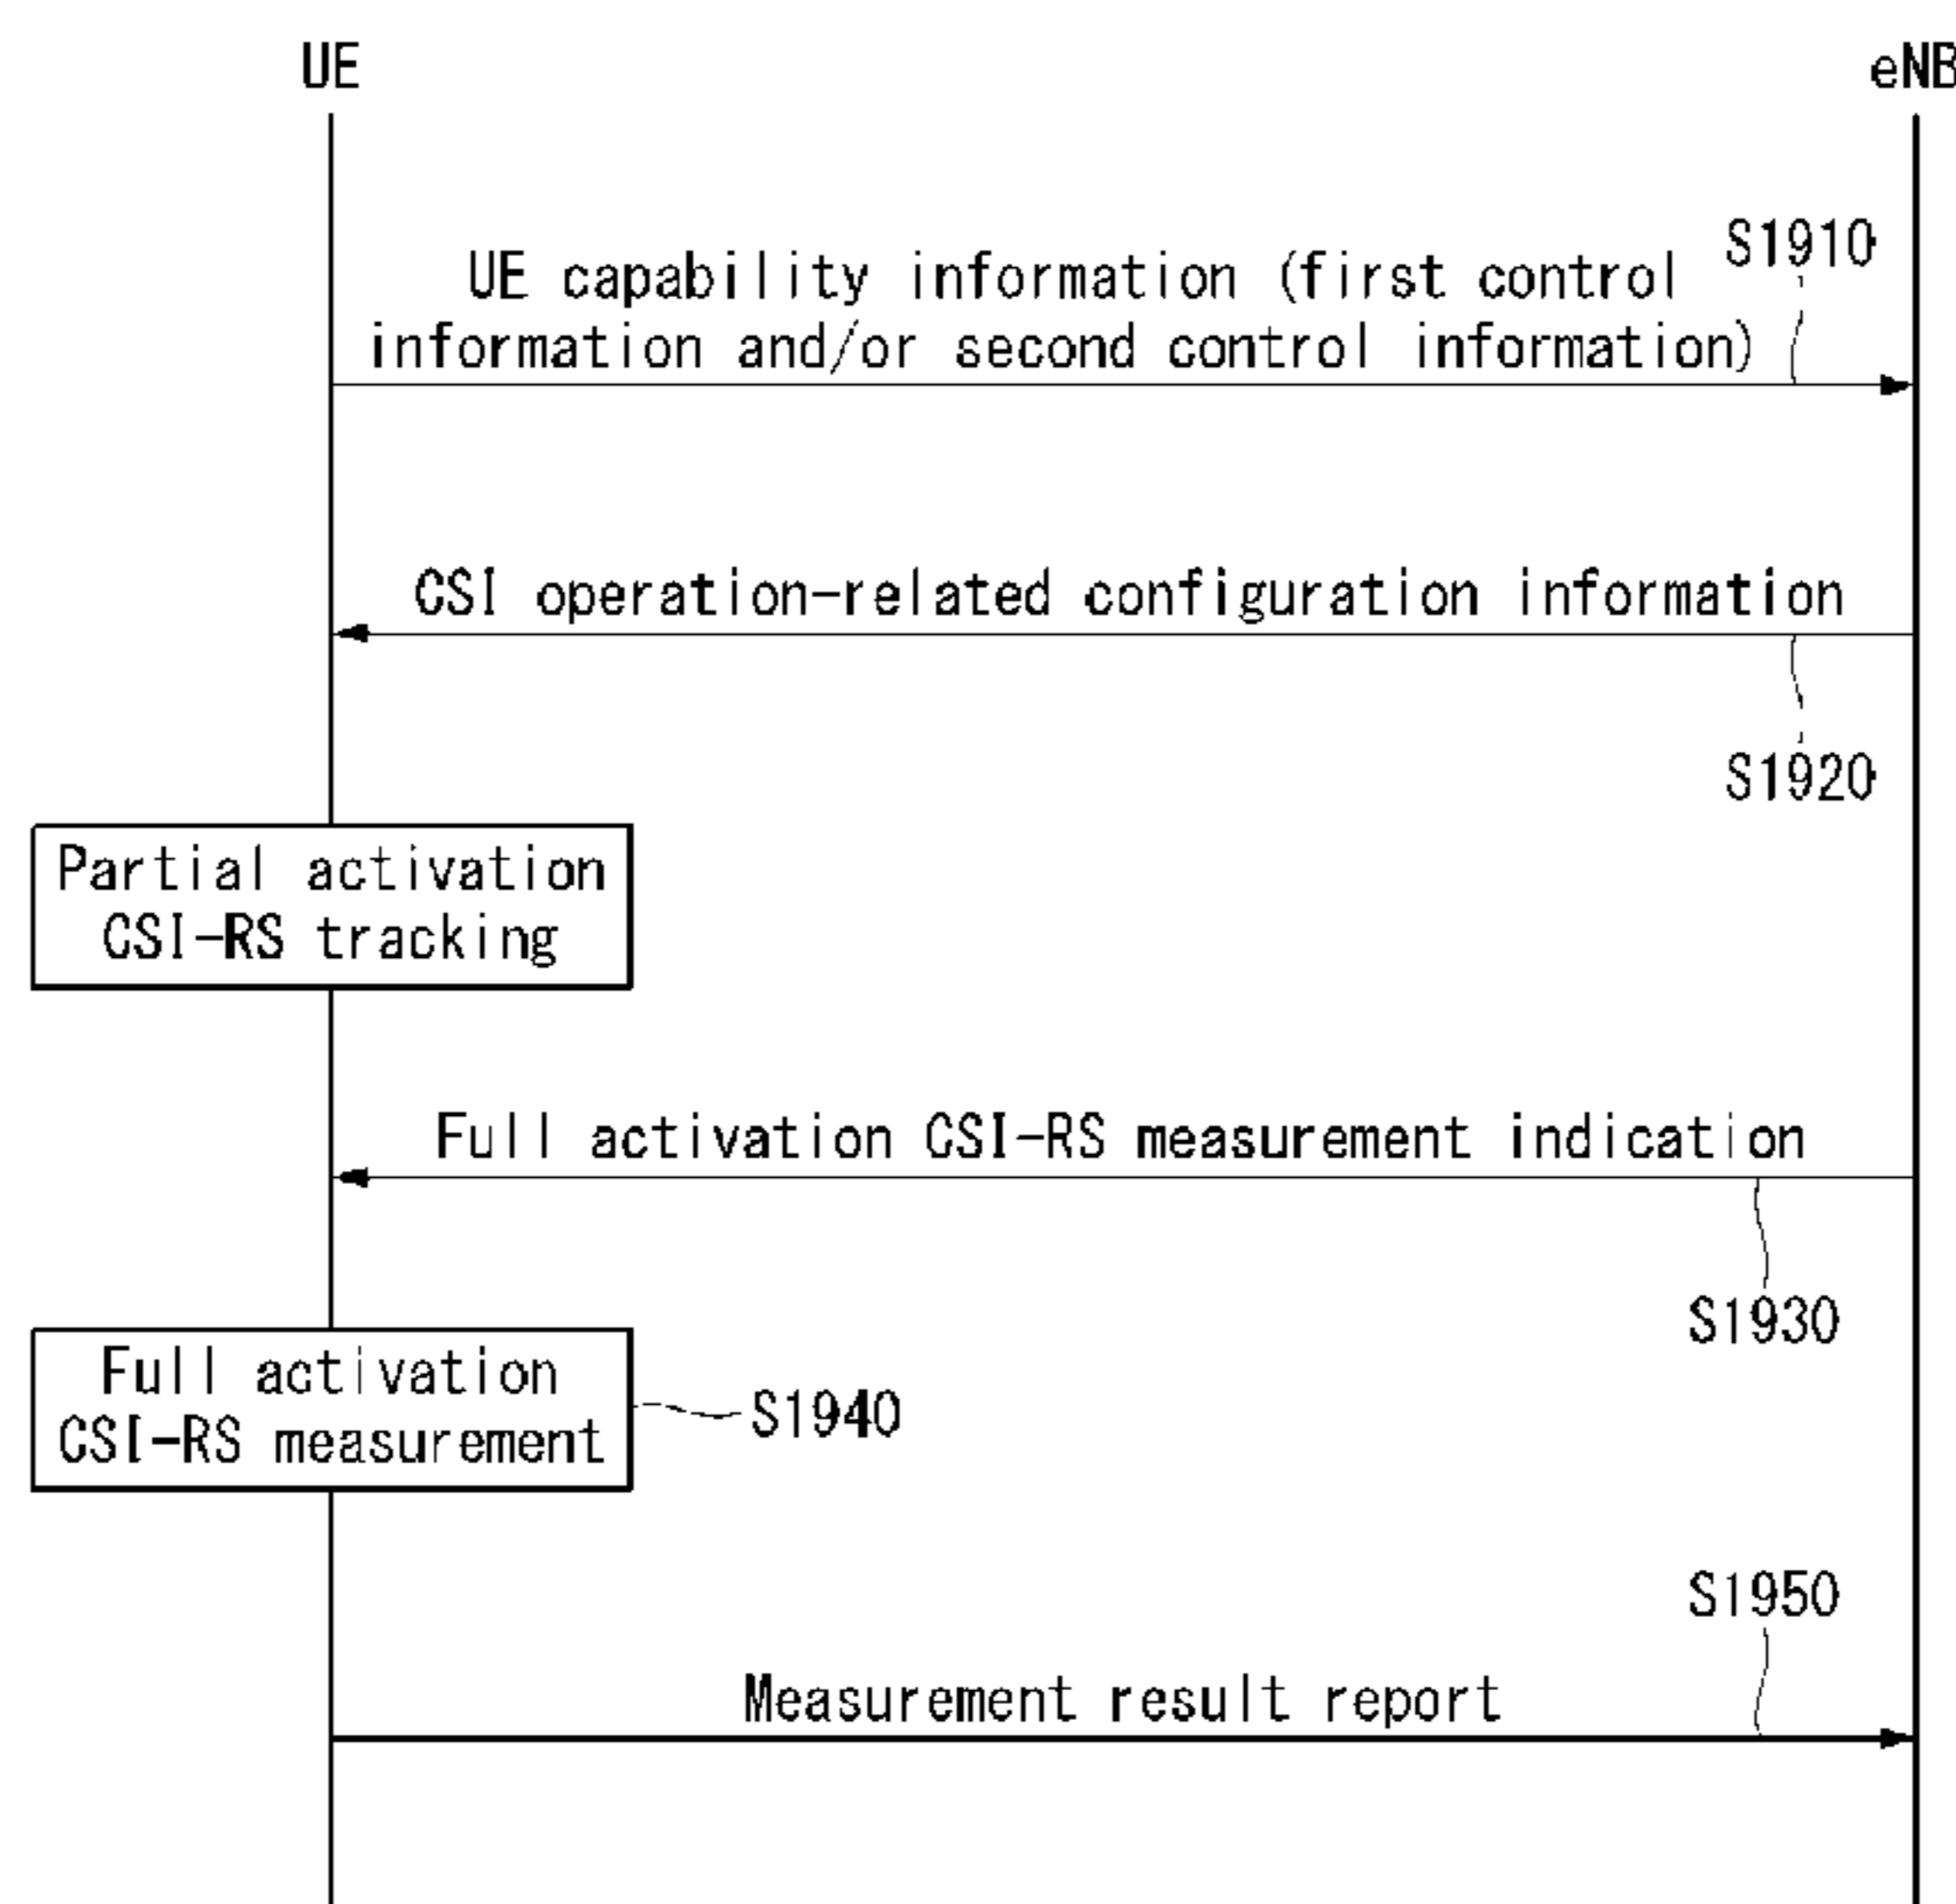 UE
eNB
S1910
UE capability information (first control
information and/or second control information)
CSI operation-related configuration information
S1920
Partial activation
CSI-RS tracking
Full activation CSI-RS measurement indication
S1930
Full activation
CSI-RS measurement
S1940
S1950
Measurement result report